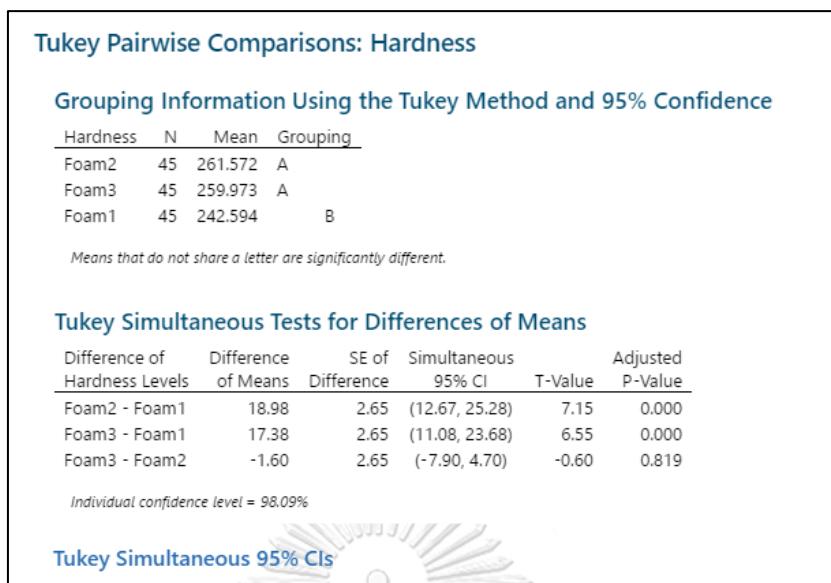 Tukey Pairwise Comparisons: Hardness
Grouping Information Using the Tukey Method and 95% Confidence
Hardness N Mean Grouping
Foam2 45 261.572 A
Foam3 45 259.973 A
Foam1 45 242.594 B
Means that do not share a letter are significantly different.
Tukey Simultaneous Tests for Differences of Means
Difference of Difference SE of Simultaneous Adjusted
Hardness Levels of Means Difference 95% CI T-Value P-Value
Foam2 - Foam1 18.98 2.65 (12.67, 25.28) 7.15 0.000
Foam3 - Foam1 17.38 2.65 (11.08, 23.68) 6.55 0.000
Foam3 - Foam2 -1.60 2.65 (-7.90, 4.70) -0.60 0.819
Individual confidence level = 98.09%
Tukey Simultaneous 95% CIs